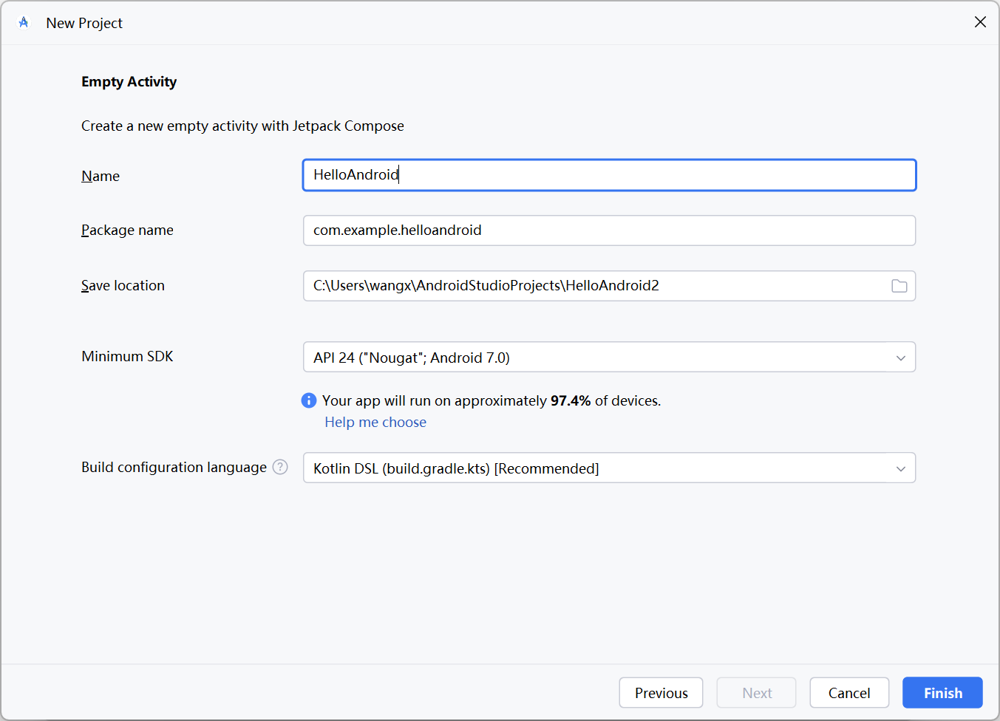 New Project
Empty Activity
Create a new empty activity with Jetpack Compose
Name
HelloAndroid
Package name
com.example.helloandroid
Save location
C:\Users\wangx\AndroidStudioProjects\HelloAndroid2
Minimum SDK
API 24 ("Nougat"; Android 7.0)
Your app will run on approximately 97.4% of devices.
Help me choose
Build configuration language ?
Kotlin DSL (build.gradle.kts) [Recommended]
Previous
Next
Cancel
Finish